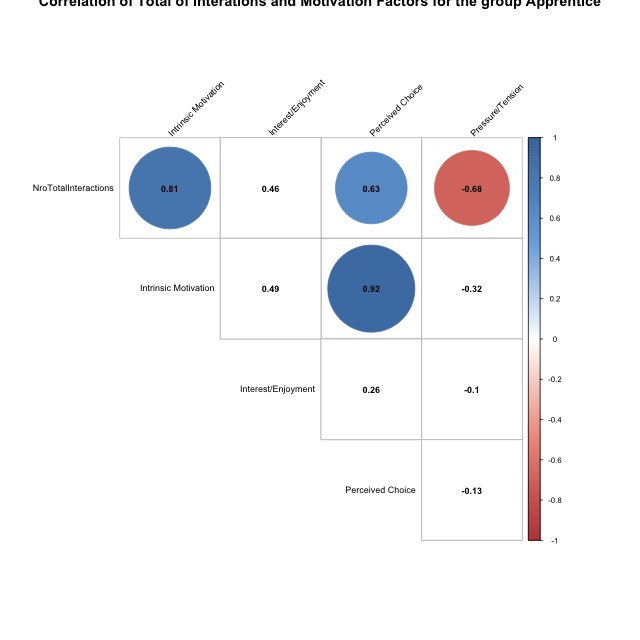 Correlation of Total of Interations and Motivation Factors for the group Apprentice
Intrinsic Motivation
Interest/Enjoyment
Perceived Choice
Pressure/Tension
NroTotalInteractions
0.81
0.46
0.63
-0.68
Intrinsic Motivation
0.49
0.92
-0.32
Interest/Enjoyment
0.26
-0.1
Perceived Choice
-0.13
1
0.8
0.6
0.4
0.2
0
-0.2
-0.4
-0.6
-0.8
-1